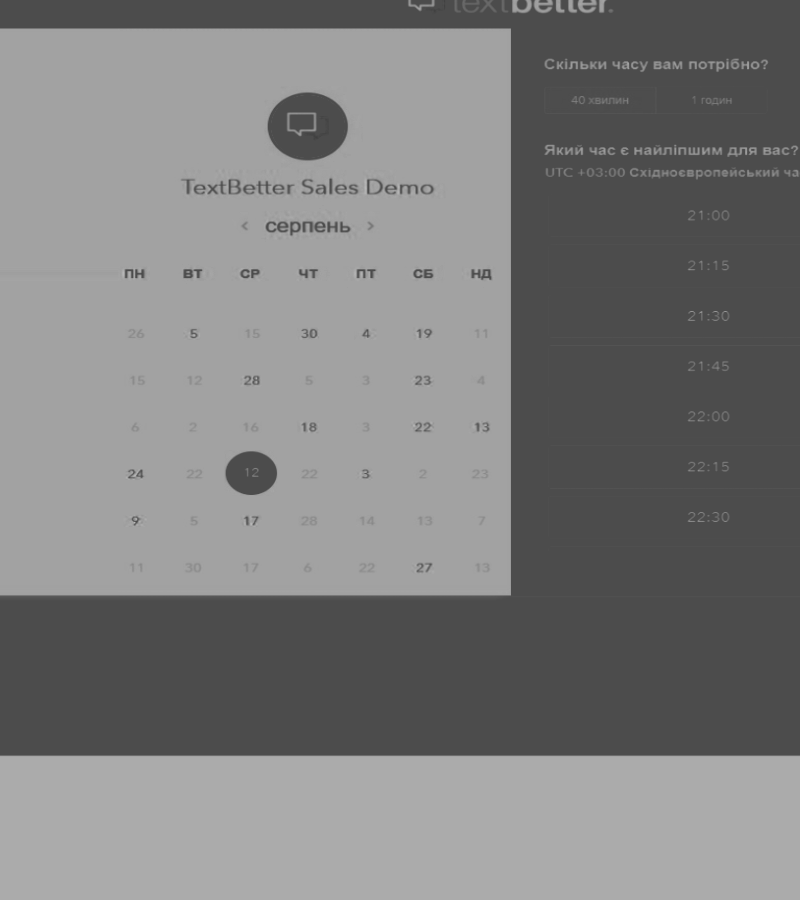 textbetter.
TextBetter Sales Demo
‹ серпень ›
ПН ВТ СР ЧТ ПТ СБ НД
26 5 15 30 4 19 11
15 12 28 5 3 23 4
6 2 16 18 3 22 13
24 22 12 22 3 2 23
9 5 17 28 14 13 7
11 30 17 6 22 27 13
Скільки часу вам потрібно?
40 хвилин 1 годин
Який час є найліпшим для вас?
UTC +03:00 Східноєвропейський ча
21:00
21:15
21:30
21:45
22:00
22:15
22:30